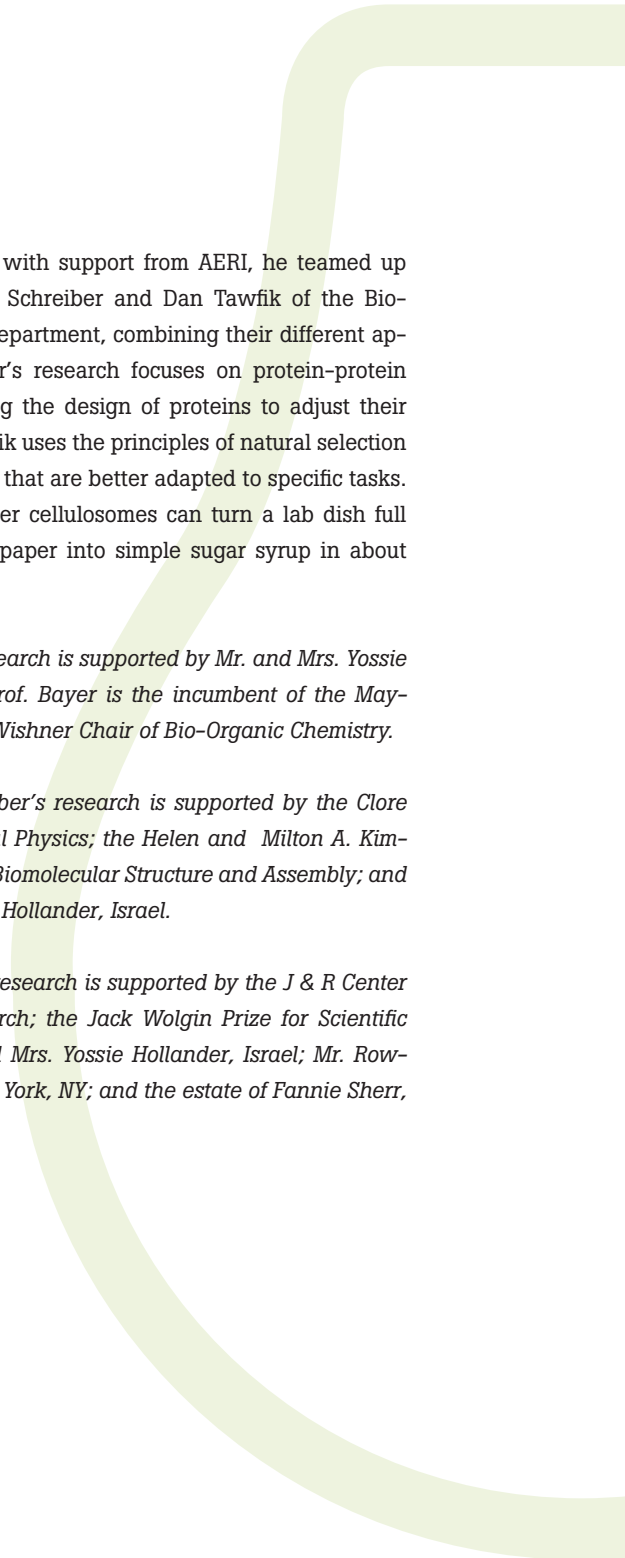 with support from AERI, he teamed up
Schreiber and Dan Tawfik of the Bio-
epartment, combining their different ap-
r's research focuses on protein-protein
g the design of proteins to adjust their
ik uses the principles of natural selection
that are better adapted to specific tasks.
er cellulosomes can turn a lab dish full
paper into simple sugar syrup in about
earch is supported by Mr. and Mrs. Yossie
rof. Bayer is the incumbent of the May-
Wishner Chair of Bio-Organic Chemistry.
ber's research is supported by the Clore
l Physics; the Helen and Milton A. Kim-
Biomolecular Structure and Assembly; and
Hollander, Israel.
esearch is supported by the J & R Center
rch; the Jack Wolgin Prize for Scientific
Mrs. Yossie Hollander, Israel; Mr. Row-
York, NY; and the estate of Fannie Sherr,